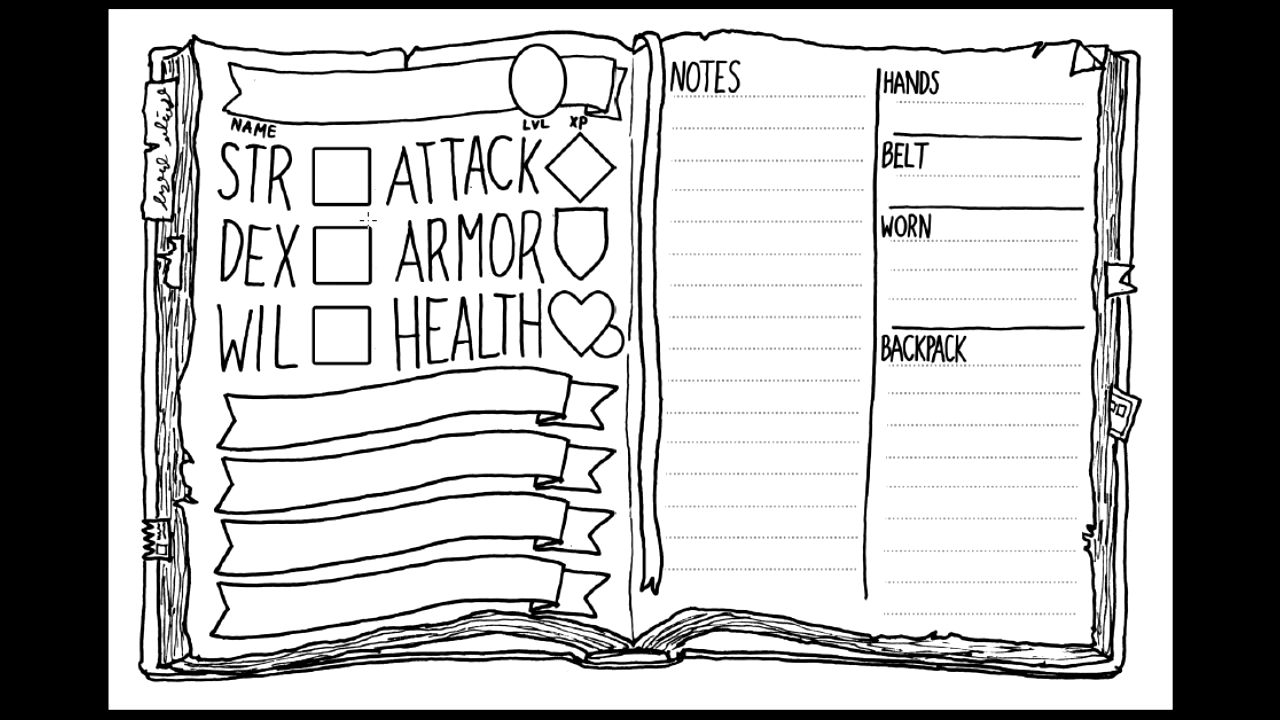 NAME
LVL
XP
STR
ATTACK
DEX
ARMOR
WIL
HEALTH
NOTES
HANDS
BELT
WORN
BACKPACK